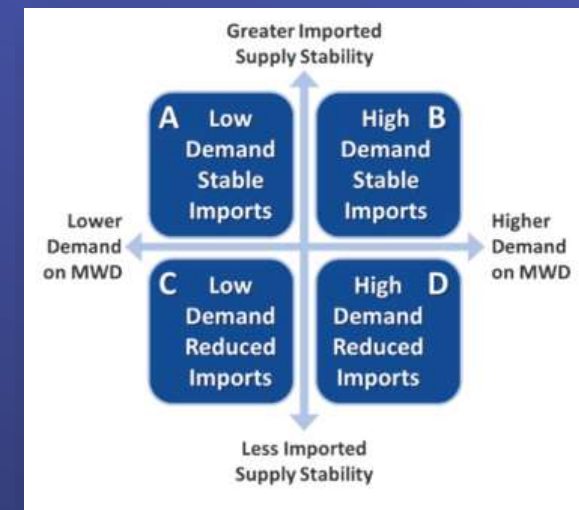 Greater Imported
Supply Stability
A Low
Demand
Stable
Imports
High B
Demand
Stable
Imports
Lower
Demand
on MWD
Higher
Demand
on MWD
C Low
Demand
Reduced
Imports
High D
Demand
Reduced
Imports
Less Imported
Supply Stability